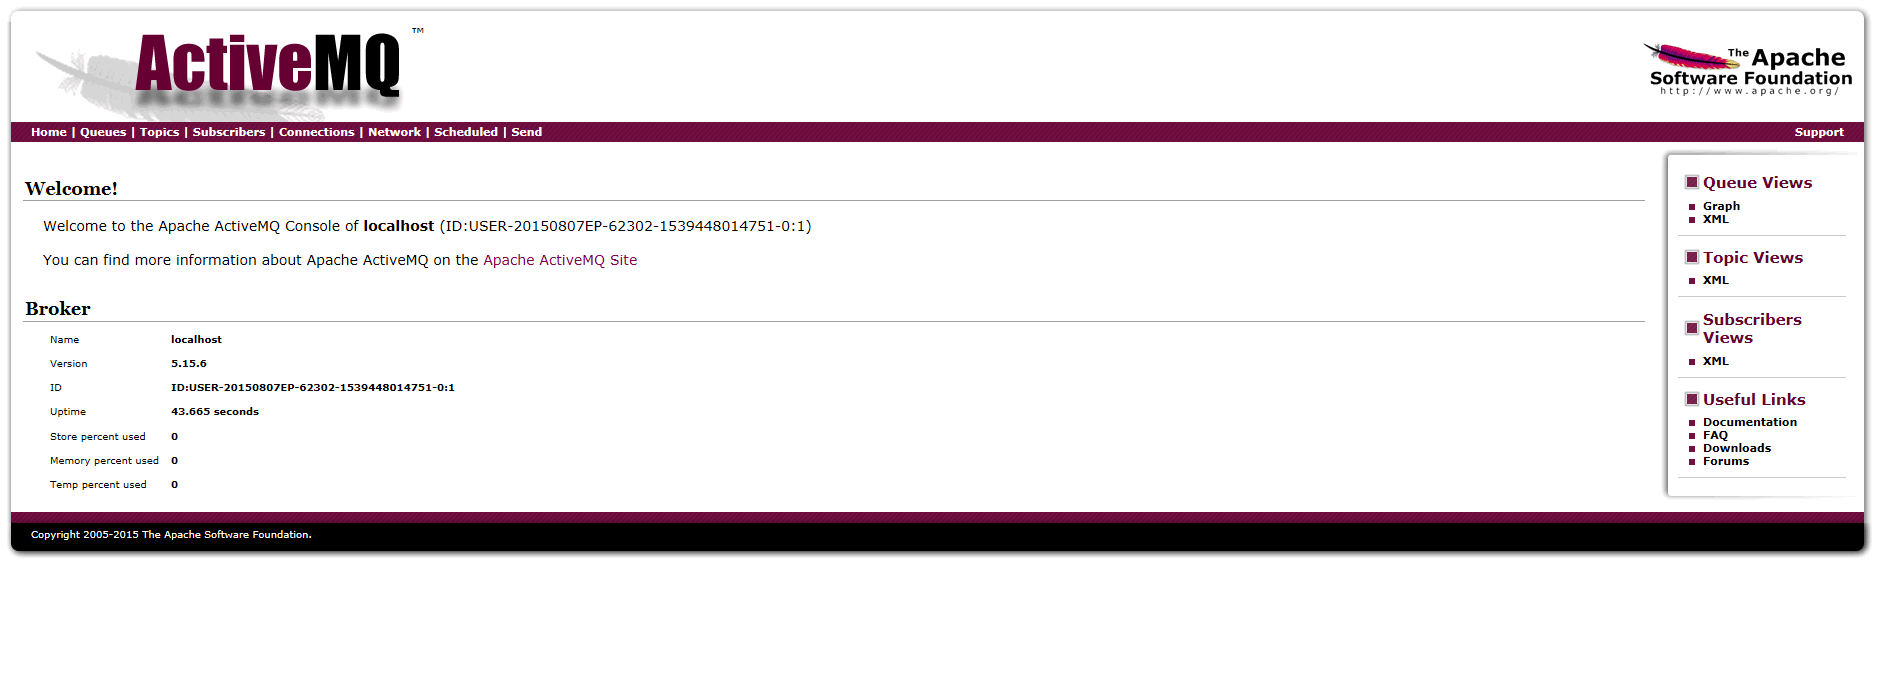 ActiveMQ ™
The Apache
Software Foundation
http://www.apache.org/
Home | Queues | Topics | Subscribers | Connections | Network | Scheduled | Send
Support
Welcome!
Welcome to the Apache ActiveMQ Console of localhost (ID:USER-20150807EP-62302-1539448014751-0:1)
You can find more information about Apache ActiveMQ on the Apache ActiveMQ Site
Broker
Name localhost
Version 5.15.6
ID ID:USER-20150807EP-62302-1539448014751-0:1
Uptime 43.665 seconds
Store percent used 0
Memory percent used 0
Temp percent used 0
Queue Views
Graph
XML
Topic Views
XML
Subscribers
Views
XML
Useful Links
Documentation
FAQ
Downloads
Forums
Copyright 2005-2015 The Apache Software Foundation.